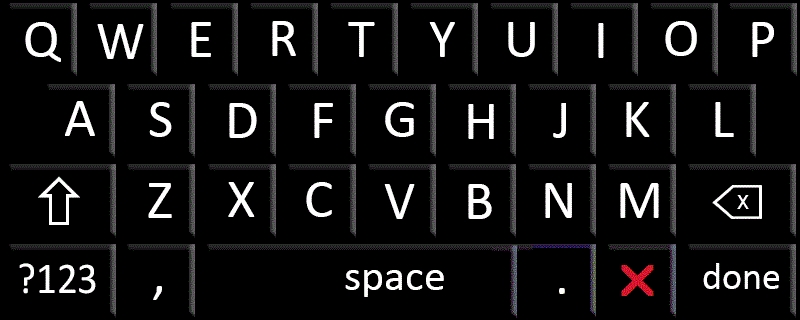 Q W E R T Y U I O P
A S D F G H J K L
Z X C V B N M X
?123 , space . done